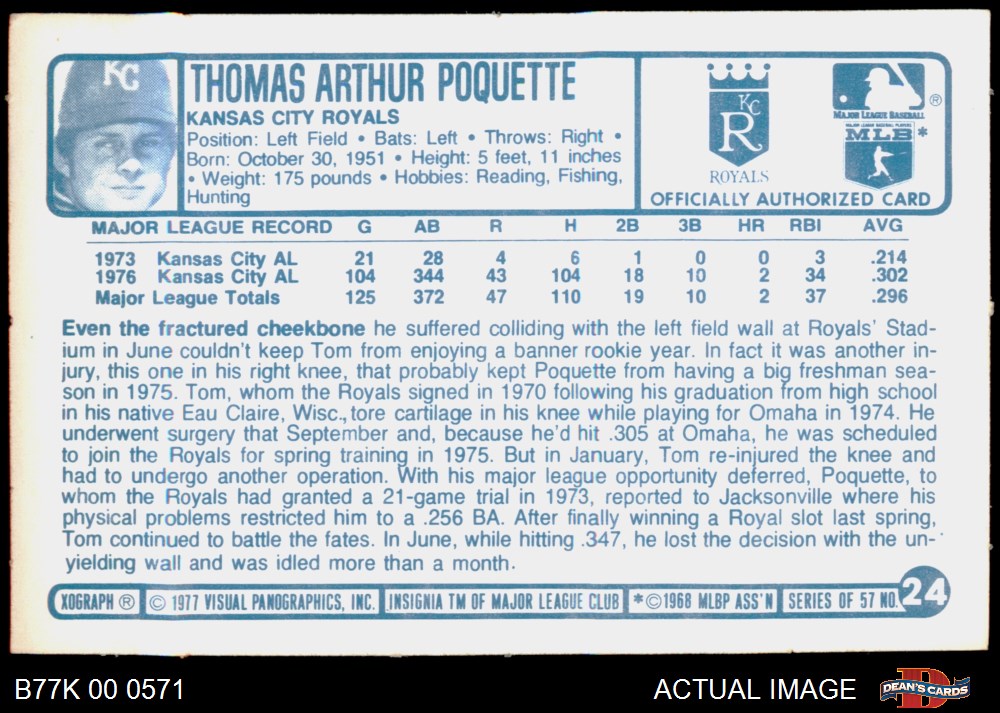 KC
THOMAS ARTHUR POQUETTE
KANSAS CITY ROYALS
Position: Left Field • Bats: Left • Throws: Right •
Born: October 30, 1951 • Height: 5 feet, 11 inches
• Weight: 175 pounds • Hobbies: Reading, Fishing,
Hunting
KC
R
ROYALS
®
MAJOR LEAGUE BASEBALL
MAJOR LEAGUE BASEBALL PLAYERS
MLB*
OFFICIALLY AUTHORIZED CARD
MAJOR LEAGUE RECORD G AB R H 2B 3B HR RBI AVG
1973 Kansas City AL 21 28 4 6 1 0 0 3 .214
1976 Kansas City AL 104 344 43 104 18 10 2 34 .302
Major League Totals 125 372 47 110 19 10 2 37 .296
Even the fractured cheekbone he suffered colliding with the left field wall at Royals' Stad-
ium in June couldn't keep Tom from enjoying a banner rookie year. In fact it was another in-
jury, this one in his right knee, that probably kept Poquette from having a big freshman sea-
son in 1975. Tom, whom the Royals signed in 1970 following his graduation from high school
in his native Eau Claire, Wisc., tore cartilage in his knee while playing for Omaha in 1974. He
underwent surgery that September and, because he'd hit .305 at Omaha, he was scheduled
to join the Royals for spring training in 1975. But in January, Tom re-injured the knee and
had to undergo another operation. With his major league opportunity deferred, Poquette, to
whom the Royals had granted a 21-game trial in 1973, reported to Jacksonville where his
physical problems restricted him to a .256 BA. After finally winning a Royal slot last spring,
Tom continued to battle the fates. In June, while hitting .347, he lost the decision with the un-
yielding wall and was idled more than a month.
XOGRAPH ® © 1977 VISUAL PANOGRAPHICS, INC. INSIGNIA TM OF MAJOR LEAGUE CLUB *©1968 MLBP ASS'N SERIES OF 57 NO. 24
B77K 00 0571 ACTUAL IMAGE D DEAN'S CARDS